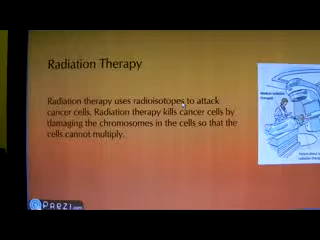 Radiation Therapy
Radiation therapy uses radioisotopes to attack
cancer cells. Radiation therapy kills cancer cells by
damaging the chromosomes in the cells so that the
cells cannot multiply.